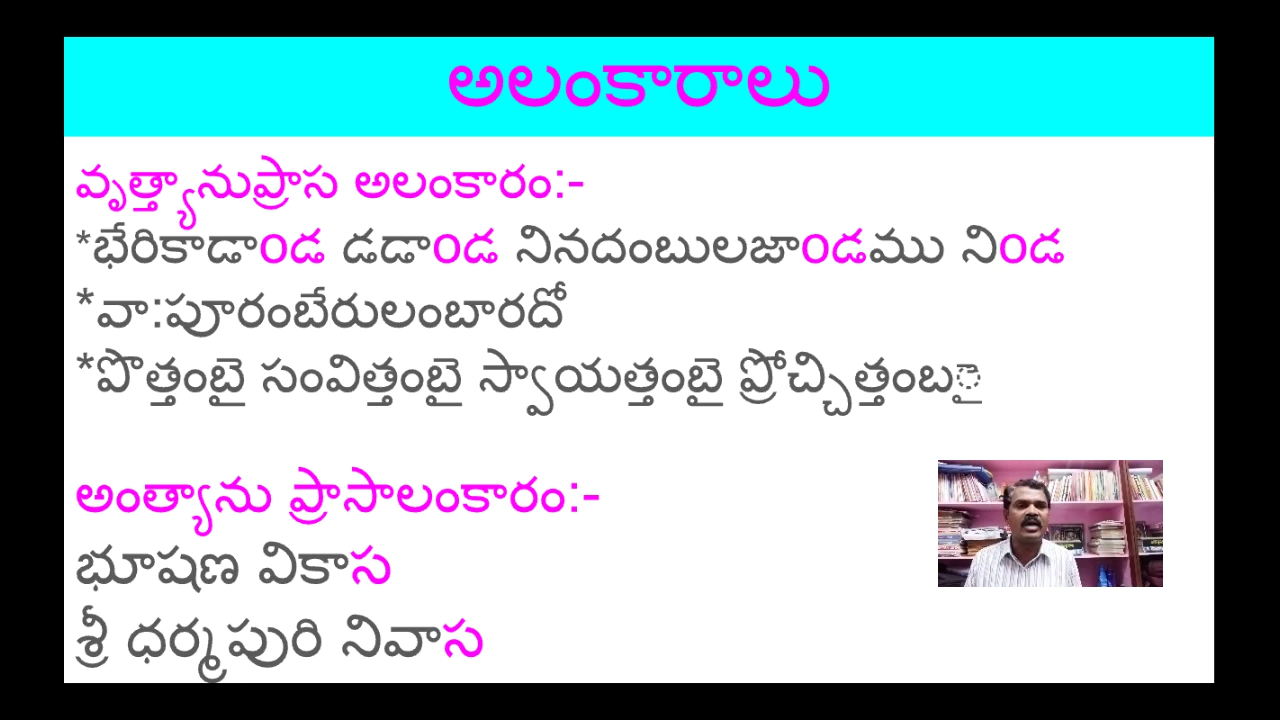 అలంకారాలు
వృత్త్యానుప్రాస అలంకారం:-
*భేరికాడాండ డడాండ నినదంబులజాండము నిండ
*వా:పూరంబేరులంబారదో
*పొత్తంబై సంవిత్తంబై స్వాయత్తంబై ప్రోచ్చిత్తంబై
అంత్యాను ప్రాసాలంకారం:-
భూషణ వికాస
శ్రీ ధర్మపురి నివాస